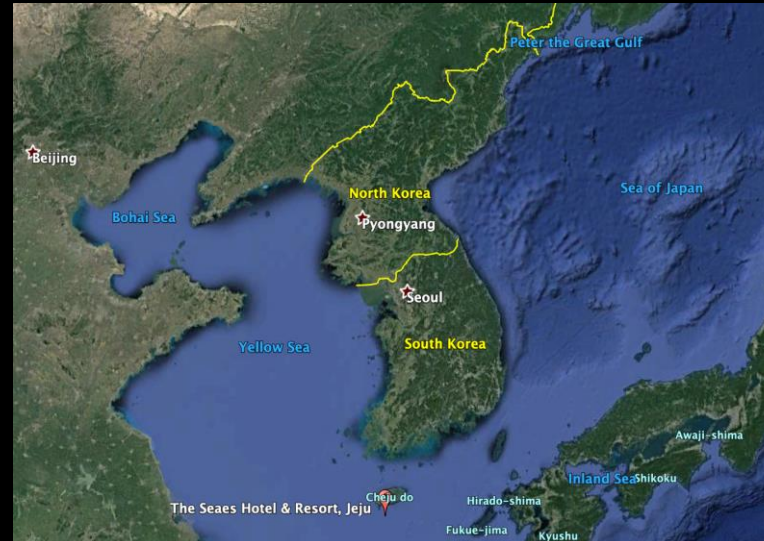 Peter the Great Gulf
Beijing
North Korea
Sea of Japan
Bohai Sea
Pyongyang
Seoul
Yellow Sea
South Korea
Awaji-shima
Inland Sea
Shikoku
Cheju do
Hirado-shima
The Seaes Hotel & Resort, Jeju
Fukue-jima
Kyushu